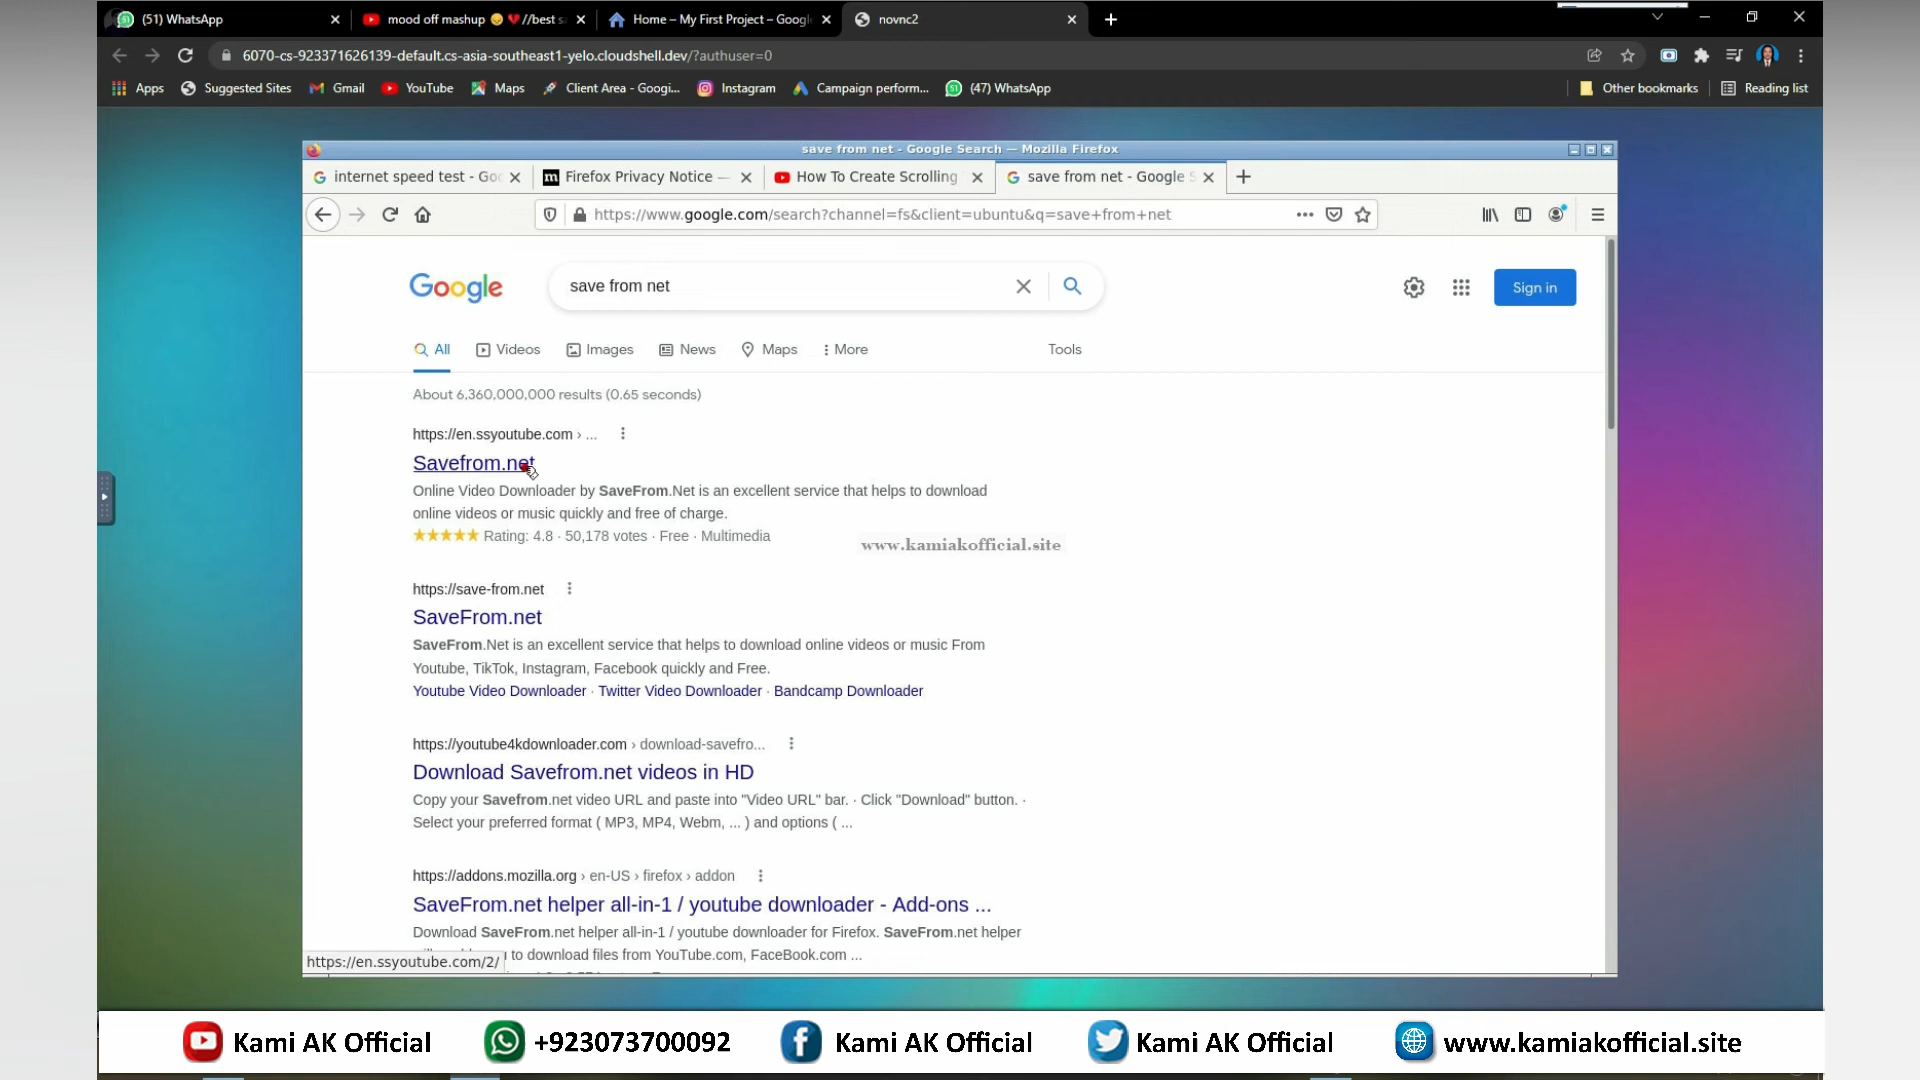 (51) WhatsApp
mood off mashup 😔 💔//best s
Home – My First Project – Googl
novnc2
6070-cs-923371626139-default.cs-asia-southeast1-yelo.cloudshell.dev/?authuser=0
Apps
Suggested Sites
Gmail
YouTube
Maps
Client Area - Googi...
Instagram
Campaign perform...
(47) WhatsApp
Other bookmarks
Reading list
save from net - Google Search — Mozilla Firefox
internet speed test - Goo
Firefox Privacy Notice —
How To Create Scrolling
save from net - Google S
https://www.google.com/search?channel=fs&client=ubuntu&q=save+from+net
Google
save from net
Sign in
All
Videos
Images
News
Maps
More
Tools
About 6,360,000,000 results (0.65 seconds)
https://en.ssyoutube.com › ...
Savefrom.net
Online Video Downloader by SaveFrom.Net is an excellent service that helps to download
online videos or music quickly and free of charge.
Rating: 4.8 · 50,178 votes · Free · Multimedia
www.kamiakofficial.site
https://save-from.net
SaveFrom.net
SaveFrom.Net is an excellent service that helps to download online videos or music From
Youtube, TikTok, Instagram, Facebook quickly and Free.
Youtube Video Downloader · Twitter Video Downloader · Bandcamp Downloader
https://youtube4kdownloader.com › download-savefro...
Download Savefrom.net videos in HD
Copy your Savefrom.net video URL and paste into "Video URL" bar. · Click "Download" button. ·
Select your preferred format ( MP3, MP4, Webm, ... ) and options ( ...
https://addons.mozilla.org › en-US › firefox › addon
SaveFrom.net helper all-in-1 / youtube downloader - Add-ons ...
Download SaveFrom.net helper all-in-1 / youtube downloader for Firefox. SaveFrom.net helper
to download files from YouTube.com, FaceBook.com ...
https://en.ssyoutube.com/2/
Kami AK Official
+923073700092
Kami AK Official
Kami AK Official
www.kamiakofficial.site